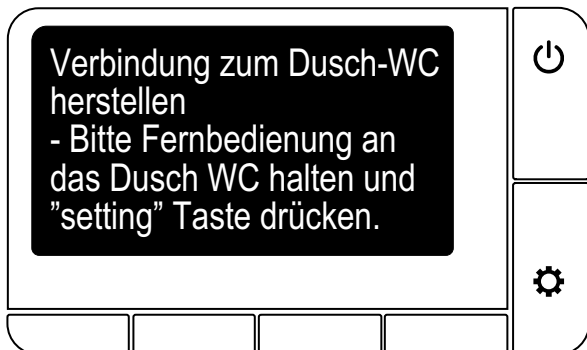 Verbindung zum Dusch-WC
herstellen
- Bitte Fernbedienung an
das Dusch WC halten und
”setting” Taste drücken.